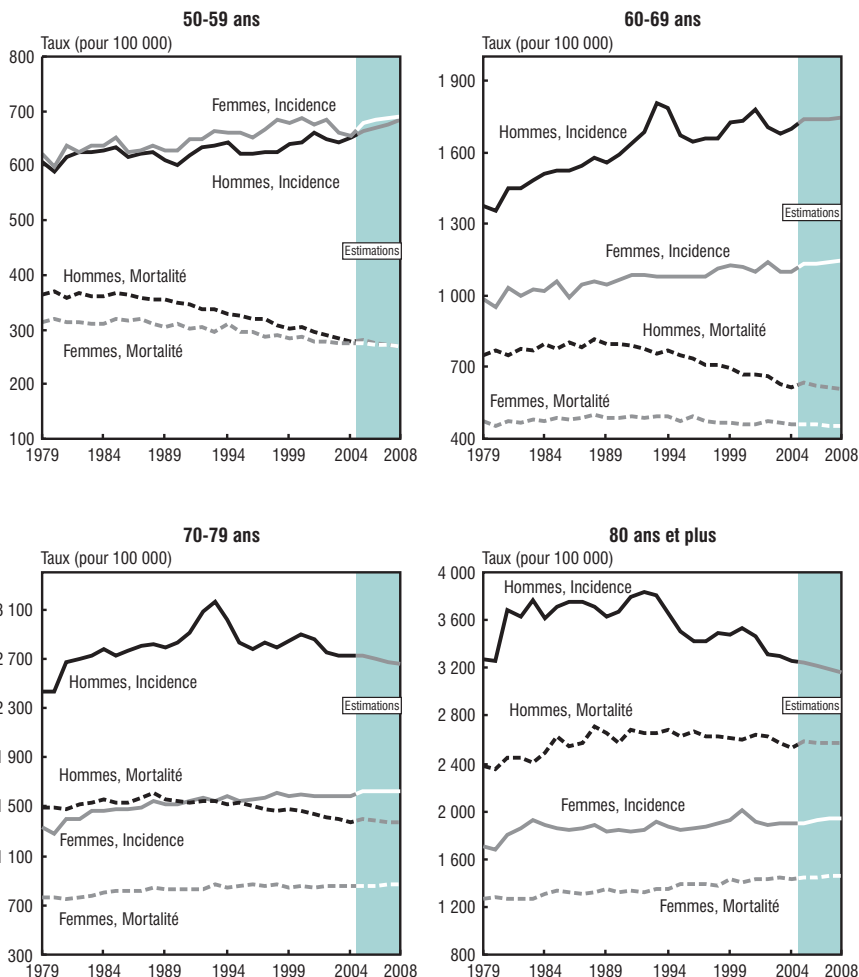 50-59 ans
Taux (pour 100 000)
800
700
600
500
400
300
200
100
Femmes, Incidence
Hommes, Incidence
Estimations
Hommes, Mortalité
Femmes, Mortalité
1979 1984 1989 1994 1999 2004 2008
60-69 ans
Taux (pour 100 000)
1 900
1 600
1 300
1 000
700
400
Hommes, Incidence
Estimations
Femmes, Incidence
Hommes, Mortalité
Femmes, Mortalité
1979 1984 1989 1994 1999 2004 2008
70-79 ans
Taux (pour 100 000)
3 100
2 700
2 300
1 900
1 500
1 100
700
300
Hommes, Incidence
Estimations
Hommes, Mortalité
Femmes, Incidence
Femmes, Mortalité
1979 1984 1989 1994 1999 2004 2008
80 ans et plus
Taux (pour 100 000)
4 000
3 600
3 200
2 800
2 400
2 000
1 600
1 200
800
Hommes, Incidence
Estimations
Hommes, Mortalité
Femmes, Incidence
Femmes, Mortalité
1979 1984 1989 1994 1999 2004 2008